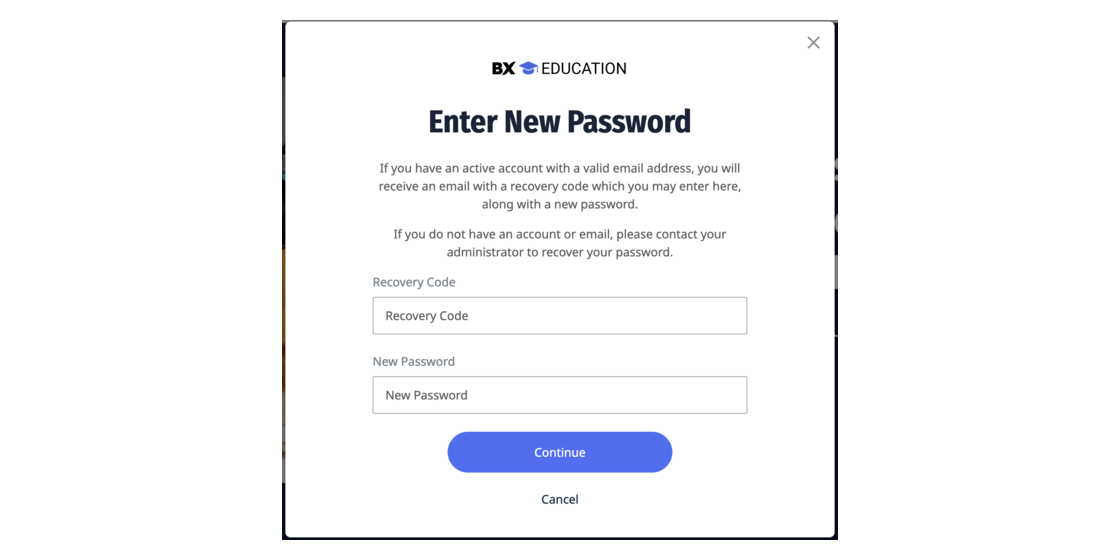 BX EDUCATION
Enter New Password
If you have an active account with a valid email address, you will
receive an email with a recovery code which you may enter here,
along with a new password.
If you do not have an account or email, please contact your
administrator to recover your password.
Recovery Code
Recovery Code
New Password
New Password
Continue
Cancel